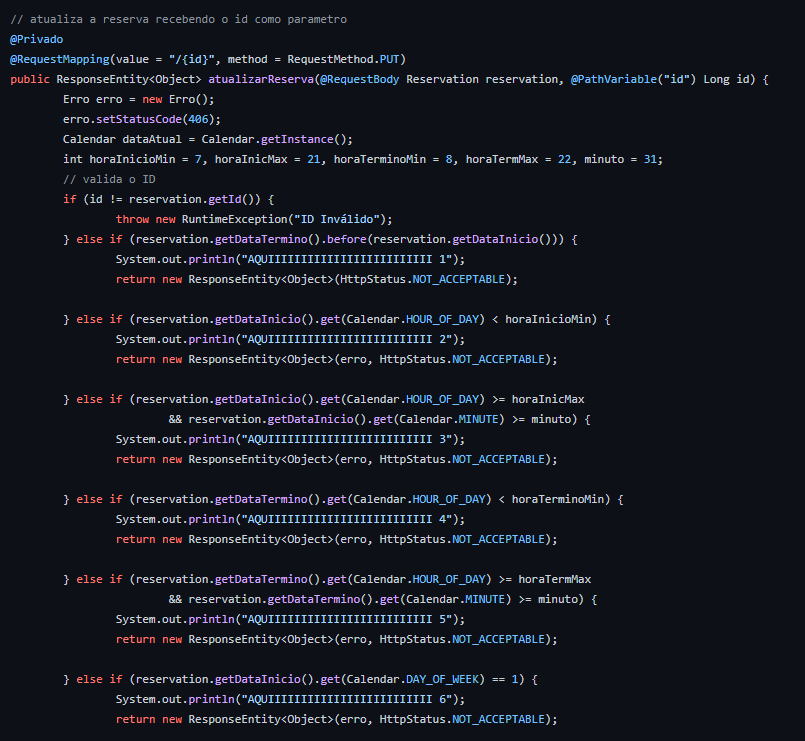 // atualiza a reserva recebendo o id como parametro
@Privado
@RequestMapping(value = "/{id}", method = RequestMethod.PUT)
public ResponseEntity<Object> atualizarReserva(@RequestBody Reservation reservation, @PathVariable("id") Long id) {
        Erro erro = new Erro();
        erro.setStatusCode(406);
        Calendar dataAtual = Calendar.getInstance();
        int horaInicioMin = 7, horaInicMax = 21, horaTerminoMin = 8, horaTermMax = 22, minuto = 31;
        // valida o ID
        if (id != reservation.getId()) {
                throw new RuntimeException("ID Inválido");
        } else if (reservation.getDataTermino().before(reservation.getDataInicio())) {
                System.out.println("AQUIIIIIIIIIIIIIIIIIIIIIIIII 1");
                return new ResponseEntity<Object>(HttpStatus.NOT_ACCEPTABLE);

        } else if (reservation.getDataInicio().get(Calendar.HOUR_OF_DAY) < horaInicioMin) {
                System.out.println("AQUIIIIIIIIIIIIIIIIIIIIIIIII 2");
                return new ResponseEntity<Object>(erro, HttpStatus.NOT_ACCEPTABLE);

        } else if (reservation.getDataInicio().get(Calendar.HOUR_OF_DAY) >= horaInicMax
                        && reservation.getDataInicio().get(Calendar.MINUTE) >= minuto) {
                System.out.println("AQUIIIIIIIIIIIIIIIIIIIIIIIII 3");
                return new ResponseEntity<Object>(erro, HttpStatus.NOT_ACCEPTABLE);

        } else if (reservation.getDataTermino().get(Calendar.HOUR_OF_DAY) < horaTerminoMin) {
                System.out.println("AQUIIIIIIIIIIIIIIIIIIIIIIIII 4");
                return new ResponseEntity<Object>(erro, HttpStatus.NOT_ACCEPTABLE);

        } else if (reservation.getDataTermino().get(Calendar.HOUR_OF_DAY) >= horaTermMax
                        && reservation.getDataTermino().get(Calendar.MINUTE) >= minuto) {
                System.out.println("AQUIIIIIIIIIIIIIIIIIIIIIIIII 5");
                return new ResponseEntity<Object>(erro, HttpStatus.NOT_ACCEPTABLE);

        } else if (reservation.getDataInicio().get(Calendar.DAY_OF_WEEK) == 1) {
                System.out.println("AQUIIIIIIIIIIIIIIIIIIIIIIIII 6");
                return new ResponseEntity<Object>(erro, HttpStatus.NOT_ACCEPTABLE);